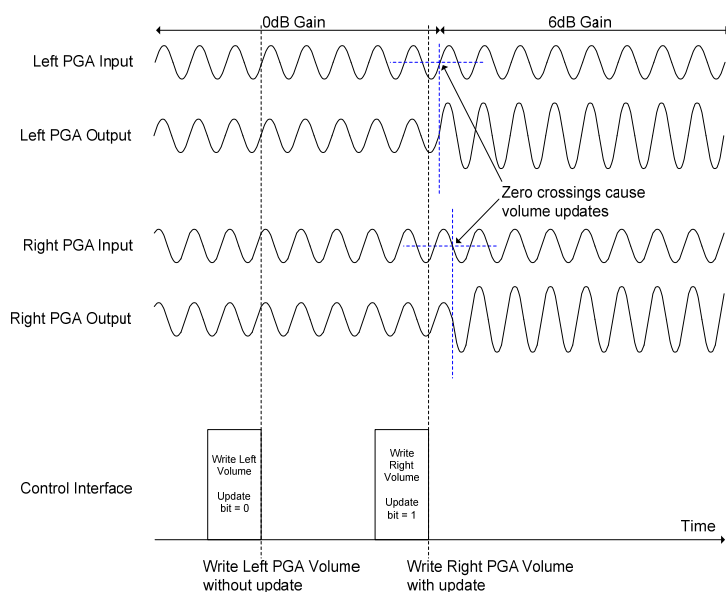 0dB Gain
6dB Gain
Left PGA Input
Left PGA Output
Zero crossings cause
volume updates
Right PGA Input
Right PGA Output
Write Left
Volume
Update
bit = 0
Write
Right
Volume
Update
bit = 1
Control Interface
Time
Write Left PGA Volume
without update
Write Right PGA Volume
with update